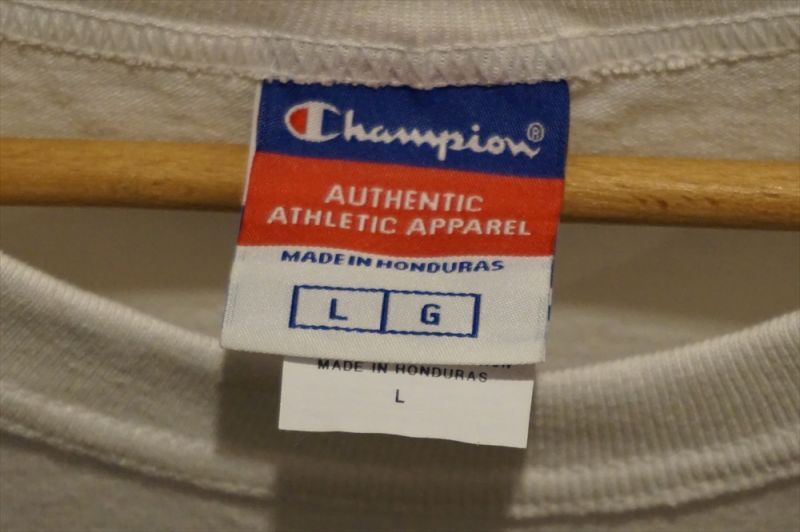 Champion®
AUTHENTIC
ATHLETIC APPAREL
MADE IN HONDURAS
L G
MADE IN HONDURAS
L